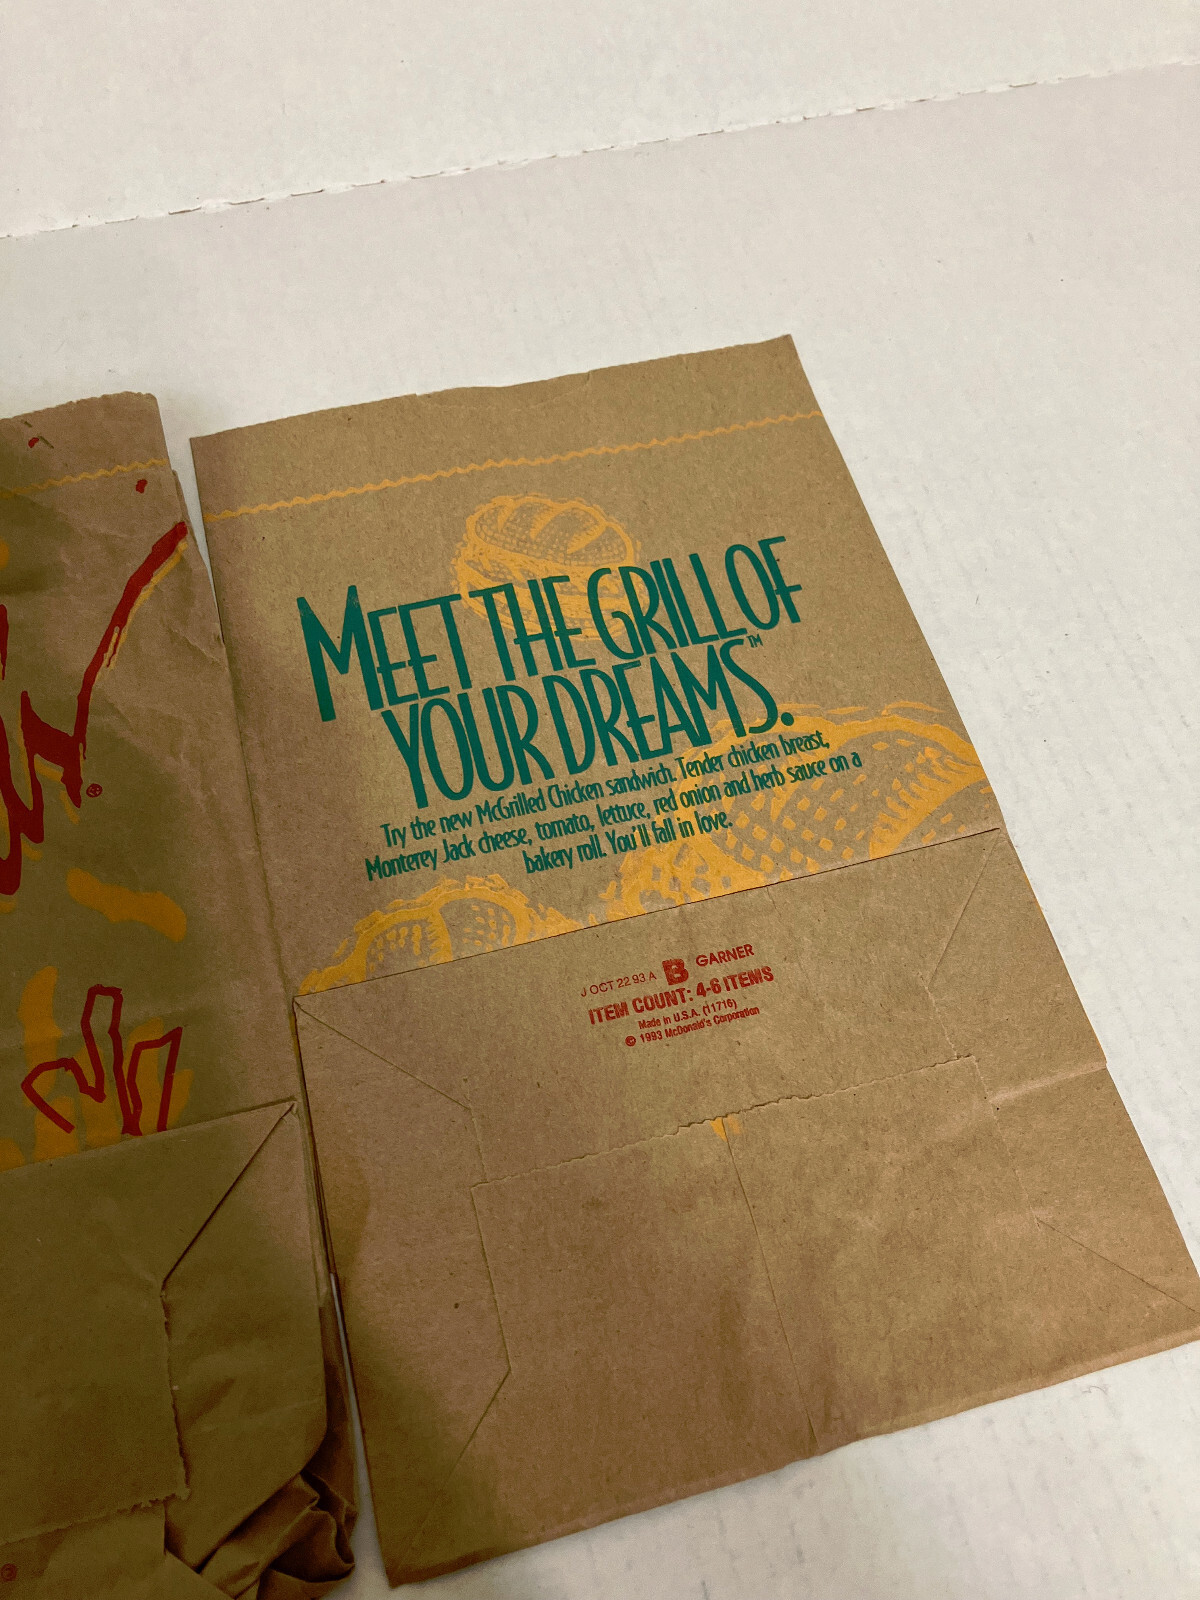 MEET THE GRILL OF
YOUR DREAMS.™
Try the new McGrilled Chicken sandwich. Tender chicken breast,
Monterey Jack cheese, tomato, lettuce, red onion and herb sauce on a
bakery roll. You'll fall in love.
J OCT 22 93 A B GARNER
ITEM COUNT: 4-6 ITEMS
Made in U.S.A. (11716)
© 1993 McDonald's Corporation